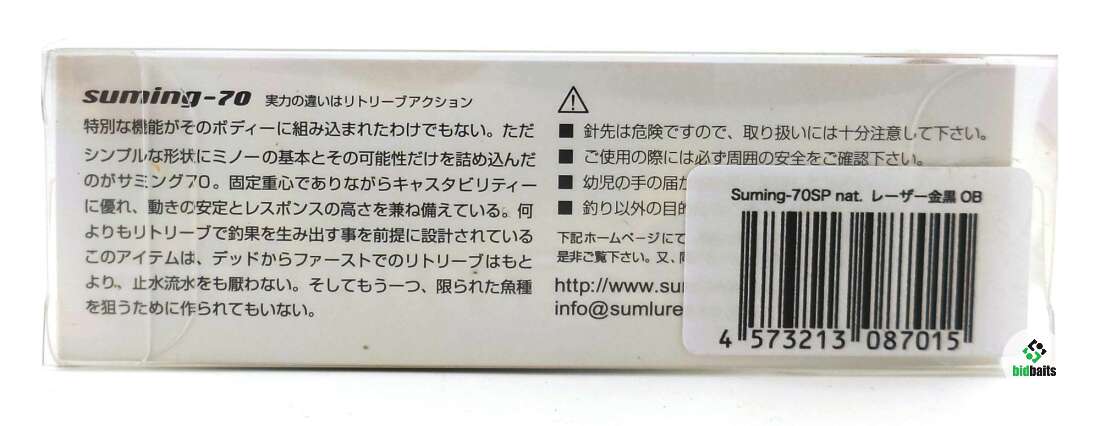 suming-70 実力の違いはリトリーブアクション
特別な機能がそのボディーに組み込まれたわけでもない。ただ
シンプルな形状にミノーの基本とその可能性だけを詰め込んだ
のがサミング70。固定重心でありながらキャスタビリティー
に優れ、動きの安定とレスポンスの高さを兼ね備えている。何
よりもリトリーブで釣果を生み出す事を前提に設計されている
このアイテムは、デッドからファーストでのリトリーブはもと
より、止水流水をも厭わない。そしてもう一つ、限られた魚種
を狙うために作られてもいない。
■ 針先は危険ですので、取り扱いには十分注意して下さい。
■ ご使用の際には必ず周囲の安全をご確認下さい。
■ 幼児の手の届か
■ 釣り以外の目的
下記ホームページにて
是非ご覧下さい。又、
http://www.su
info@sumlure
Suming-70SP nat. レーザー金黒 OB
4 573213 087015
bidbaits